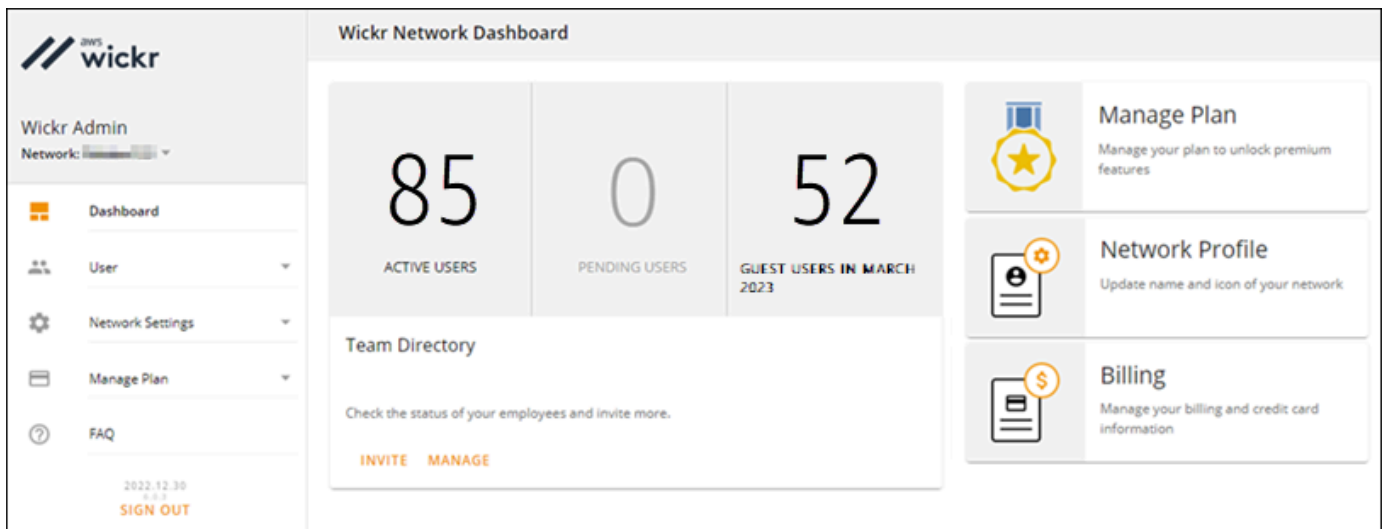 aws
wickr
Wickr Admin
Network:
Dashboard
User
Network Settings
Manage Plan
FAQ
2022.12.30
SIGN OUT
Wickr Network Dashboard
85
ACTIVE USERS
0
PENDING USERS
52
GUEST USERS IN MARCH
2023
Team Directory
Check the status of your employees and invite more.
INVITE MANAGE
Manage Plan
Manage your plan to unlock premium
features
Network Profile
Update name and icon of your network
Billing
Manage your billing and credit card
information